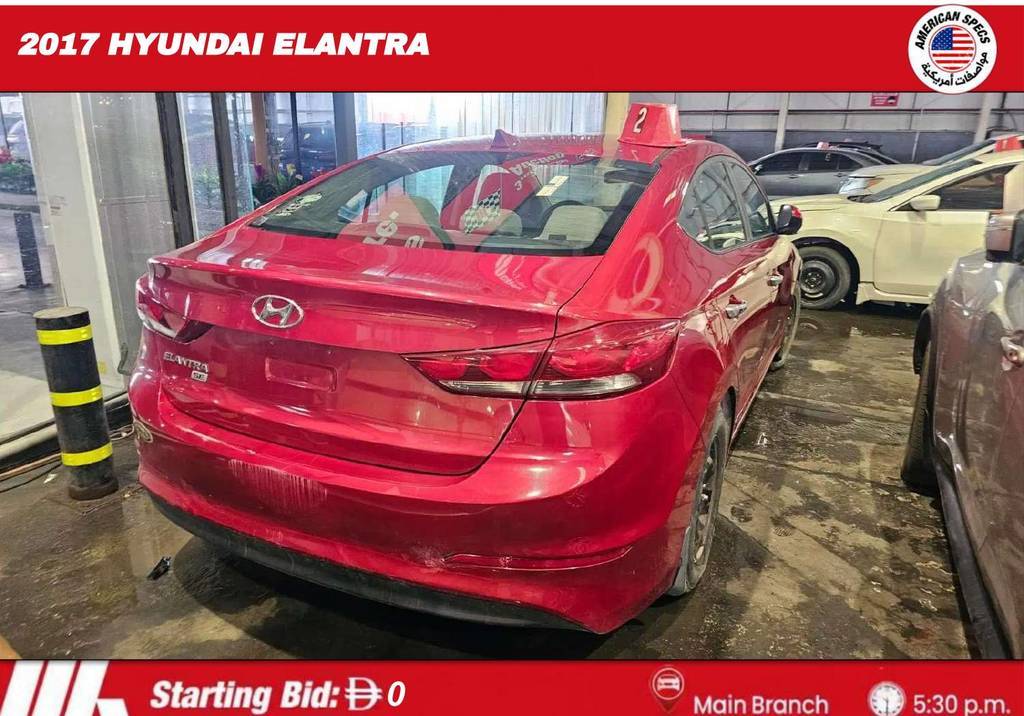 2017 HYUNDAI ELANTRA
AMERICAN SPECS
مواصفات أمريكية
2
ELANTRA
SE
Starting Bid: 0
Main Branch
5:30 p.m.